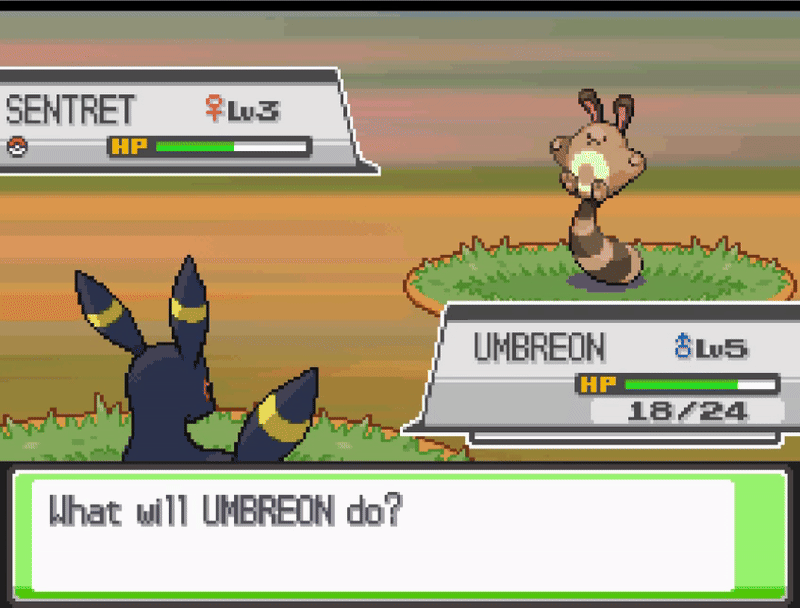 SENTRET ♀Lv3
HP
UMBREON ♂Lv5
HP
18/24
What will UMBREON do?